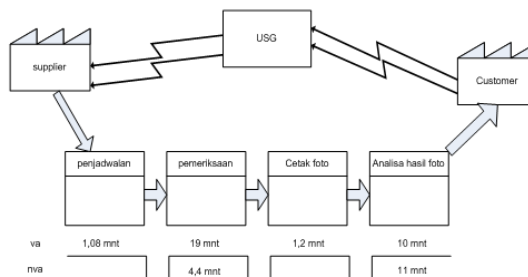 USG
supplier
Customer
penjadwalan
pemeriksaan
Cetak foto
Analisa hasil foto
va
1,08 mnt
19 mnt
1,2 mnt
10 mnt
nva
4,4 mnt
11 mnt